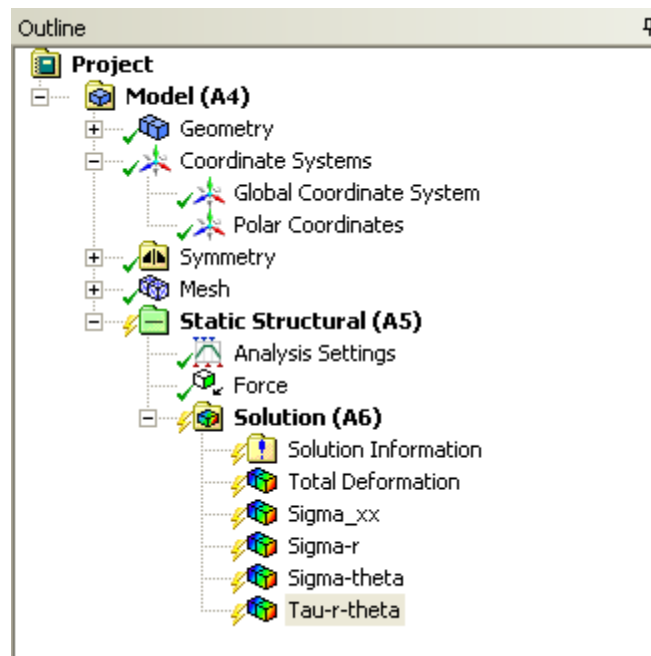 Outline
Project
Model (A4)
Geometry
Coordinate Systems
Global Coordinate System
Polar Coordinates
Symmetry
Mesh
Static Structural (A5)
Analysis Settings
Force
Solution (A6)
Solution Information
Total Deformation
Sigma_xx
Sigma-r
Sigma-theta
Tau-r-theta